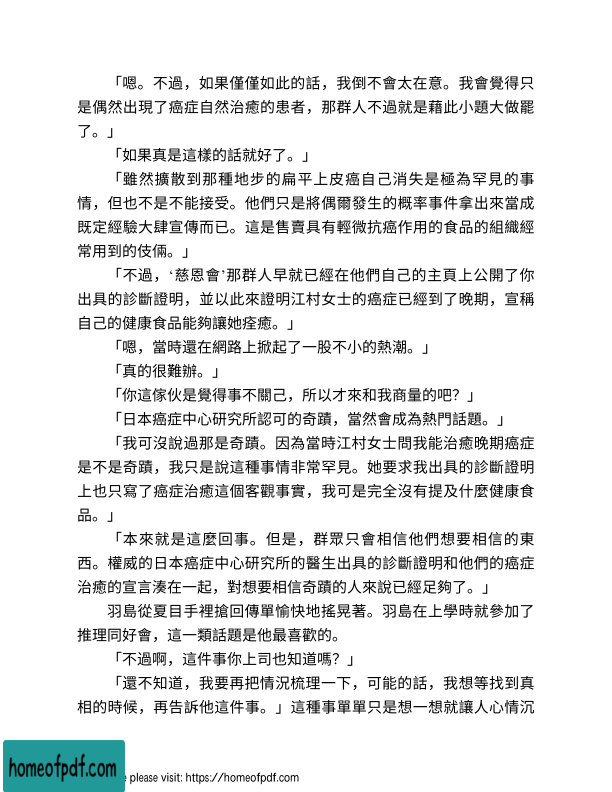 「嗯。不過，如果僅僅如此的話，我倒不會太在意。我會覺得只
是偶然出現了癌症自然治癒的患者，那群人不過就是藉此小題大做罷
了。」
「如果真是這樣的話就好了。」
「雖然擴散到那種地步的扁平上皮癌自己消失是極為罕見的事
情，但也不是不能接受。他們只是將偶爾發生的概率事件拿出來當成
既定經驗大肆宣傳而已。這是售賣具有輕微抗癌作用的食品的組織經
常用到的伎倆。」
「不過，‘慈恩會’那群人早就已經在他們自己的主頁上公開了你
出具的診斷證明，並以此來證明江村女士的癌症已經到了晚期，宣稱
自己的健康食品能夠讓她痊癒。」
「嗯，當時還在網路上掀起了一股不小的熱潮。」
「真的很難辦。」
「你這傢伙是覺得事不關己，所以才來和我商量的吧？」
「日本癌症中心研究所認可的奇蹟，當然會成為熱門話題。」
「我可沒說過那是奇蹟。因為當時江村女士問我能治癒晚期癌症
是不是奇蹟，我只是說這種事情非常罕見。她要求我出具的診斷證明
上也只寫了癌症治癒這個客觀事實，我可是完全沒有提及什麼健康食
品。」
「本來就是這麼回事。但是，群眾只會相信他們想要相信的東
西。權威的日本癌症中心研究所的醫生出具的診斷證明和他們的癌症
治癒的宣言湊在一起，對想要相信奇蹟的人來說已經足夠了。」
羽島從夏目手裡搶回傳單愉快地搖晃著。羽島在上學時就參加了
推理同好會，這一類話題是他最喜歡的。
「不過啊，這件事你上司也知道嗎？」
「還不知道，我要再把情況梳理一下，可能的話，我想等找到真
相的時候，再告訴他這件事。」這種事單單只是想一想就讓人心情沉
homeofpdf.com
e please visit: https://homeofpdf.com